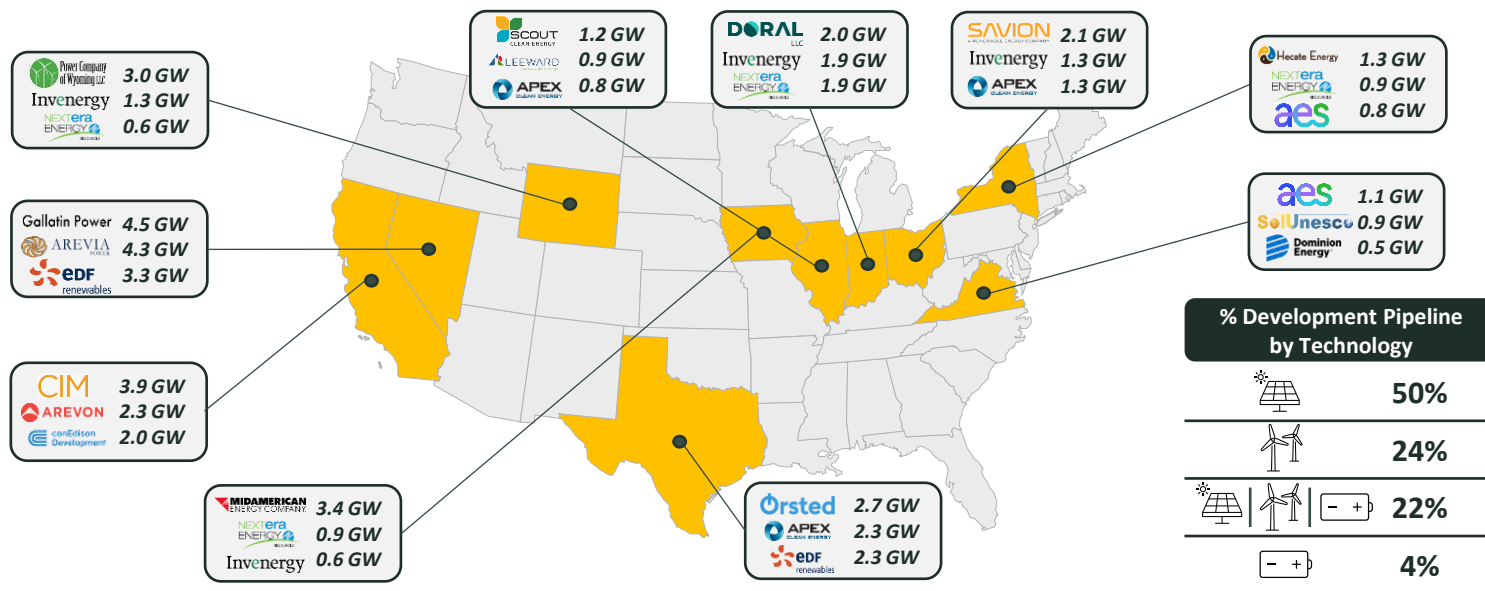 Power Company
of Wyoming LLC
3.0 GW
Invenergy
1.3 GW
NEXTera
ENERGY
RESOURCES
0.6 GW
SCOUT
CLEAN ENERGY
1.2 GW
LEEWARD
0.9 GW
APEX
CLEAN ENERGY
0.8 GW
DORAL
LLC
2.0 GW
Invenergy
1.9 GW
NEXTera
ENERGY
RESOURCES
1.9 GW
SAVION
A RENEWABLE ENERGY COMPANY
2.1 GW
Invenergy
1.3 GW
APEX
CLEAN ENERGY
1.3 GW
Hecate Energy
1.3 GW
NEXTera
ENERGY
RESOURCES
0.9 GW
aes
0.8 GW
Gallatin Power
4.5 GW
AREVIA
POWER
4.3 GW
eDF
renewables
3.3 GW
aes
1.1 GW
SolUnesco
0.9 GW
Dominion
Energy
0.5 GW
CIM
3.9 GW
AREVON
2.3 GW
conEdison
Development
2.0 GW
MIDAMERICAN
ENERGY COMPANY
3.4 GW
NEXTera
ENERGY
RESOURCES
0.9 GW
Invenergy
0.6 GW
Ørsted
2.7 GW
APEX
CLEAN ENERGY
2.3 GW
eDF
renewables
2.3 GW
% Development Pipeline
by Technology
50%
24%
22%
4%